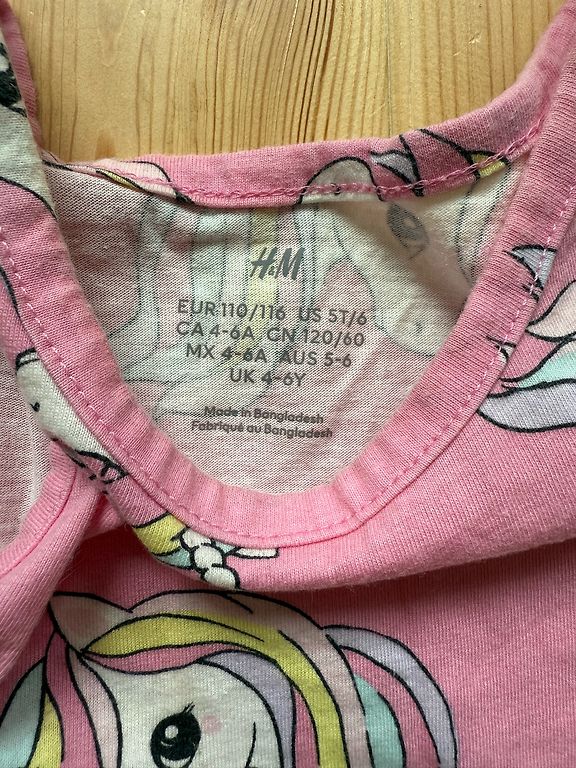 H&M
EUR 110/116 US 5T/6
CA 4-6A CN 120/60
MX 4-6A AUS 5-6
UK 4-6Y
Made in Bangladesh
Fabriqué au Bangladesh